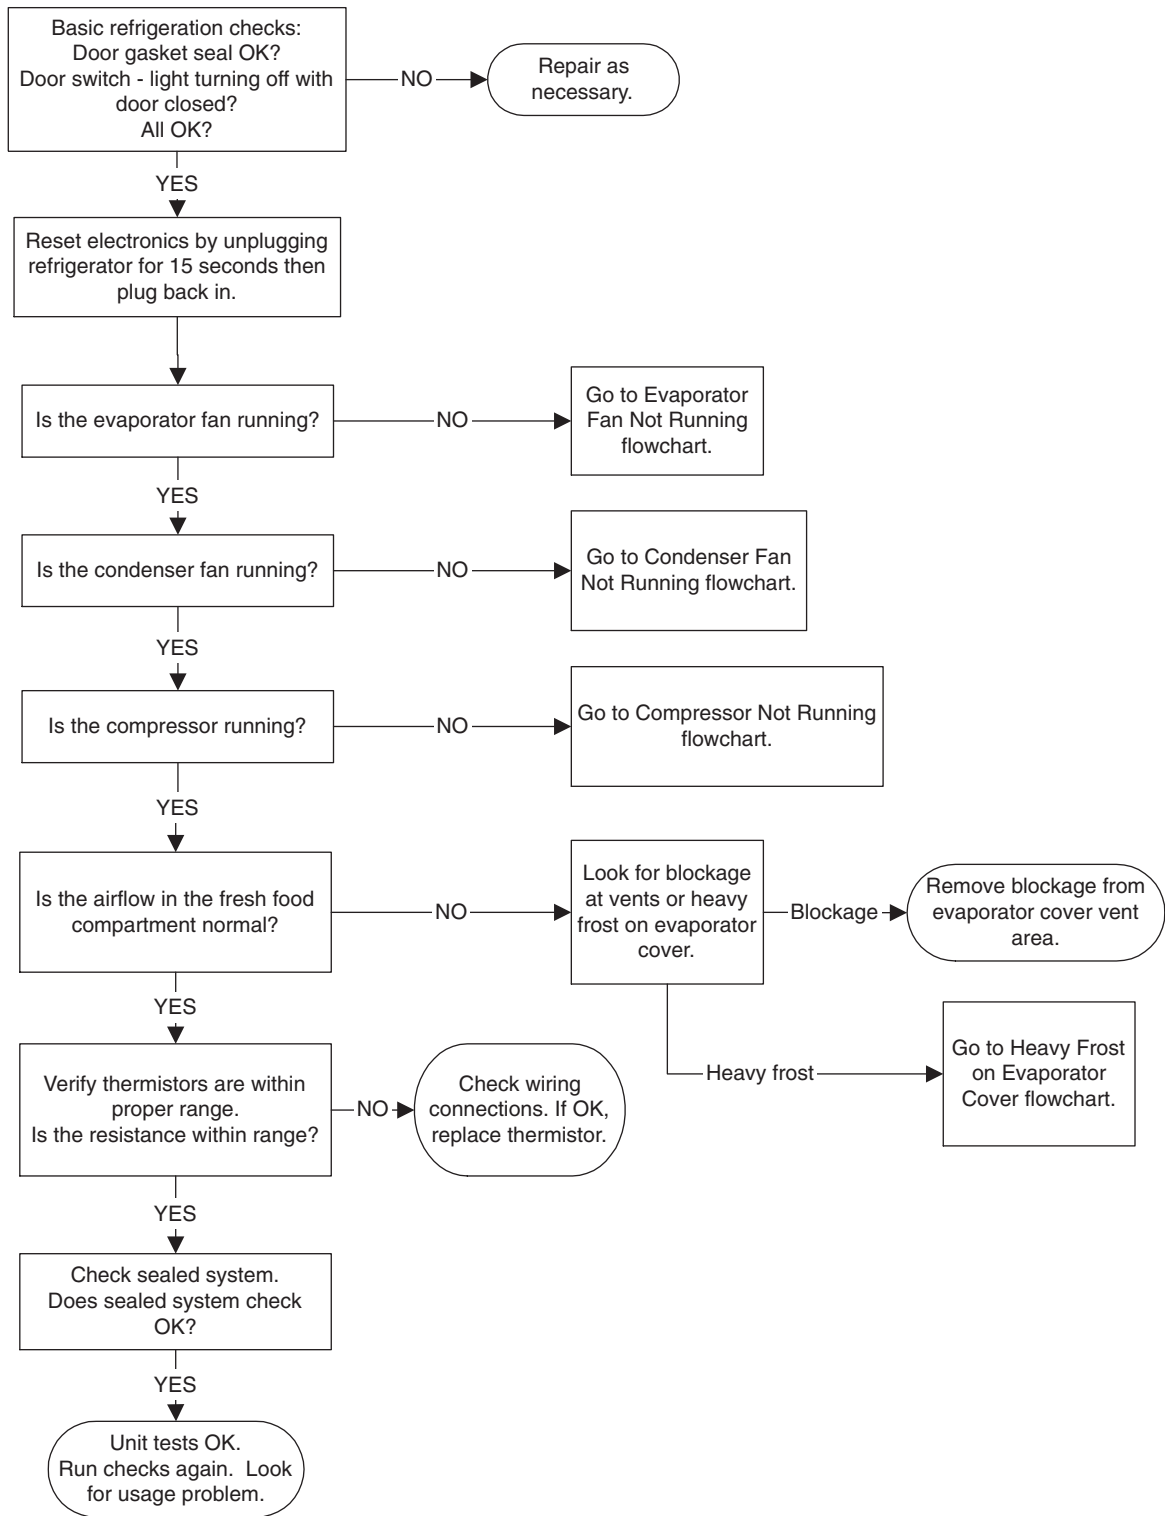 Basic refrigeration checks:
Door gasket seal OK?
Door switch - light turning off with
door closed?
All OK?
NO
Repair as
necessary.
YES
Reset electronics by unplugging
refrigerator for 15 seconds then
plug back in.
Is the evaporator fan running?
NO
Go to Evaporator
Fan Not Running
flowchart.
YES
Is the condenser fan running?
NO
Go to Condenser Fan
Not Running flowchart.
YES
Is the compressor running?
NO
Go to Compressor Not Running
flowchart.
YES
Is the airflow in the fresh food
compartment normal?
NO
Look for blockage
at vents or heavy
frost on evaporator
cover.
Blockage
Remove blockage from
evaporator cover vent
area.
Heavy frost
Go to Heavy Frost
on Evaporator
Cover flowchart.
YES
Verify thermistors are within
proper range.
Is the resistance within range?
NO
Check wiring
connections. If OK,
replace thermistor.
YES
Check sealed system.
Does sealed system check
OK?
YES
Unit tests OK.
Run checks again.  Look
for usage problem.